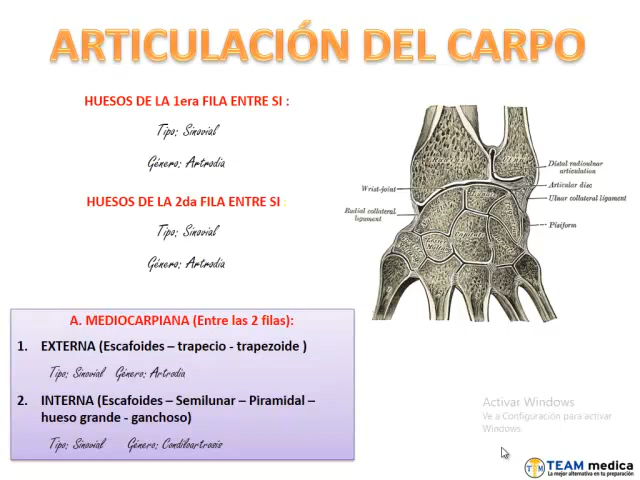 ARTICULACIÓN DEL CARPO
HUESOS DE LA 1era FILA ENTRE SI :
Tipo: Sinovial
Género: Artrodia
HUESOS DE LA 2da FILA ENTRE SI :
Tipo: Sinovial
Género: Artrodia
A. MEDIOCARPIANA (Entre las 2 filas):
1. EXTERNA (Escafoides – trapecio - trapezoide )
Tipo: Sinovial Género: Artrodia
2. INTERNA (Escafoides – Semilunar – Piramidal –
hueso grande - ganchoso)
Tipo: Sinovial Género: Condiloartrosis
Wrist-joint
Radial collateral
ligament
Distal radioulnar
articulation
Articular disc
Ulnar collateral ligament
Pisiform
Activar Windows
Ve a Configuración para activar
Windows.
TM TEAM medica
La mejor alternativa en tu preparación